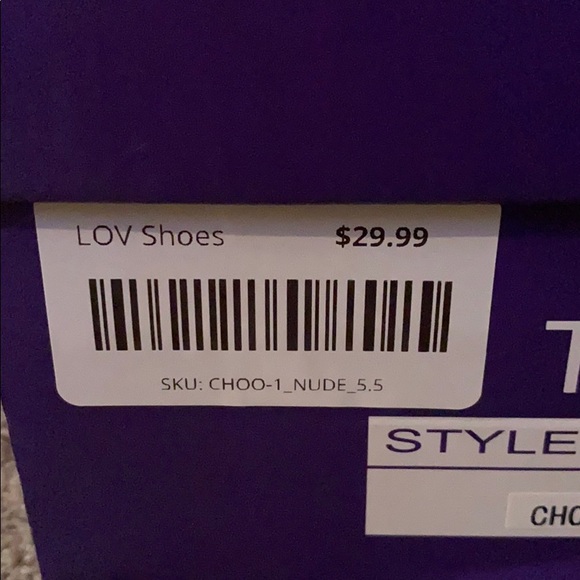 LOV Shoes $29.99
SKU: CHOO-1_NUDE_5.5
T
STYLE
CHO